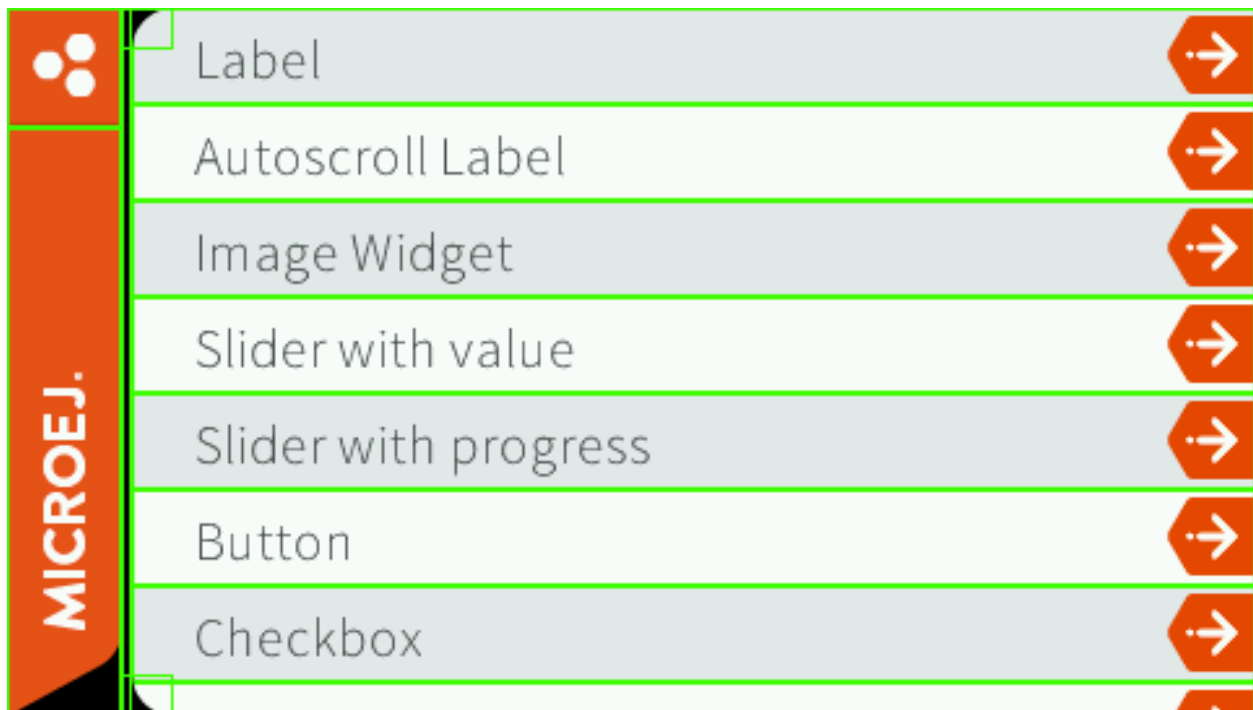 MICROEJ.
Label
Autoscroll Label
Image Widget
Slider with value
Slider with progress
Button
Checkbox